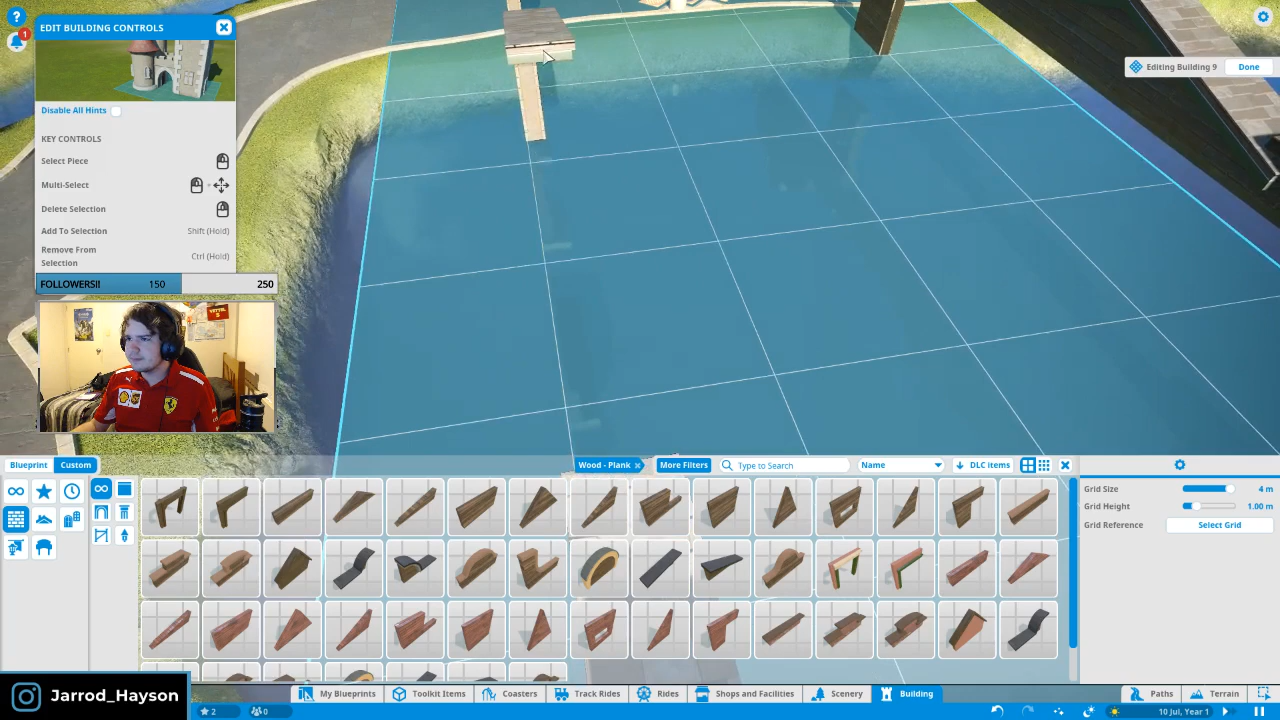 ?
1
EDIT BUILDING CONTROLS
Disable All Hints
KEY CONTROLS
Select Piece
Multi-Select
Delete Selection
Add To Selection Shift (Hold)
Remove From
Selection Ctrl (Hold)
FOLLOWERS!! 150 250
Editing Building 9 Done
Blueprint Custom
Wood - Plank × More Filters Type to Search Name DLC items
Grid Size 4 m
Grid Height 1.00 m
Grid Reference Select Grid
My Blueprints Toolkit Items Coasters Track Rides Rides Shops and Facilities Scenery Building Paths Terrain
Jarrod_Hayson
2 0 10 Jul, Year 1